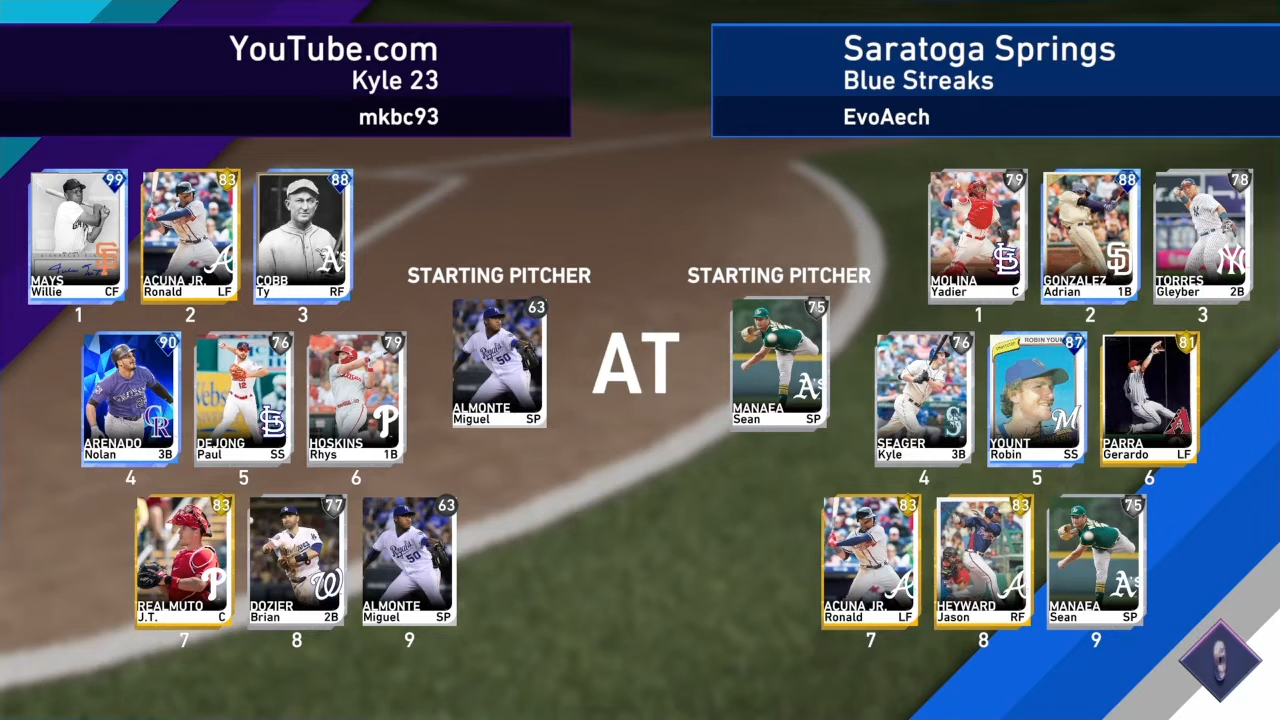 YouTube.com
Kyle 23
mkbc93
Saratoga Springs
Blue Streaks
EvoAech
99
MAYS
Willie CF
1
83
ACUNA JR.
Ronald LF
2
88
COBB
Ty RF
3
90
ARENADO
Nolan 3B
4
76
DEJONG
Paul SS
5
79
HOSKINS
Rhys 1B
6
83
REALMUTO
J.T. C
7
77
DOZIER
Brian 2B
8
63
ALMONTE
Miguel SP
9
STARTING PITCHER
63
Royals
50
ALMONTE
Miguel SP
AT
STARTING PITCHER
75
A's
MANAEA
Sean SP
79
MOLINA
Yadier C
1
88
GONZALEZ
Adrian 1B
2
78
TORRES
Gleyber 2B
3
76
SEAGER
Kyle 3B
4
ROBIN YOUNT
87
YOUNT
Robin SS
5
81
PARRA
Gerardo LF
6
83
ACUNA JR.
Ronald LF
7
83
HEYWARD
Jason RF
8
75
A's
MANAEA
Sean SP
9